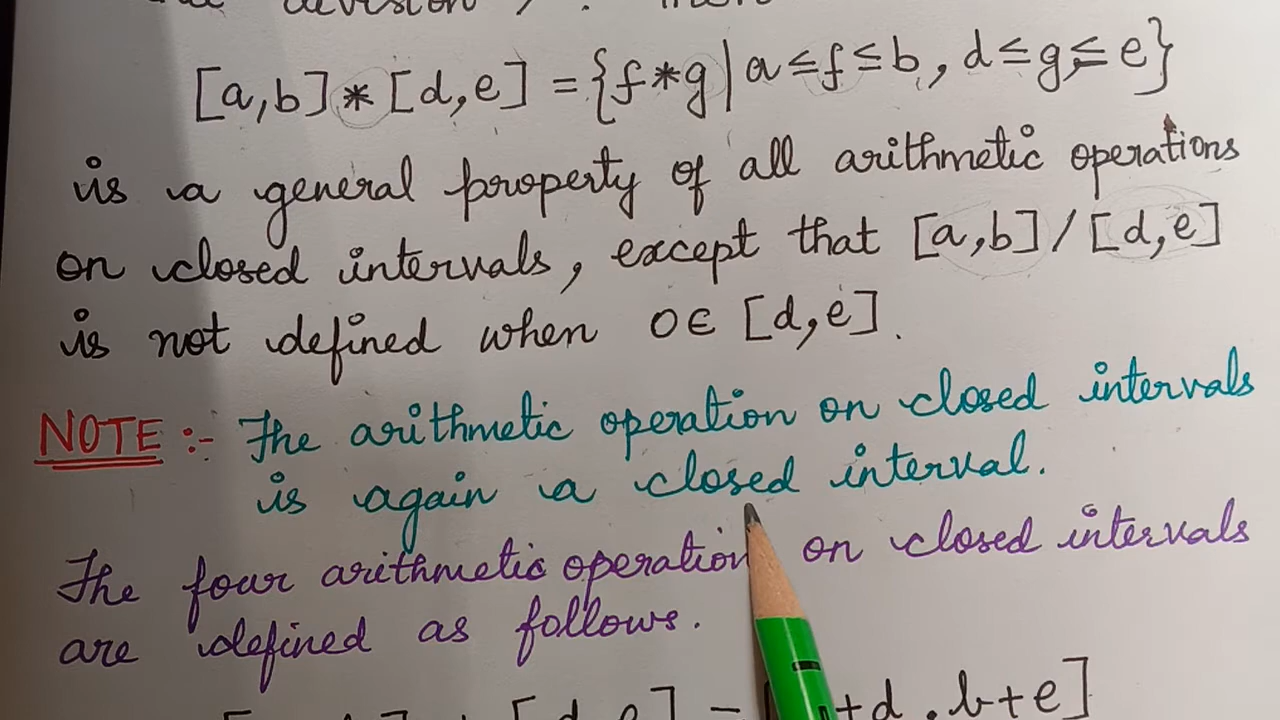 division
[a,b] * [d,e] = {f*g | a ≤ f ≤ b, d ≤ g ≤ e}
is a general property of all arithmetic operations
on closed intervals, except that [a,b] / [d,e]
is not defined when 0 ∈ [d,e].
NOTE :- The arithmetic operation on closed intervals
is again a closed interval.
The four arithmetic operation on closed intervals
are defined as follows.
+d, b+e]